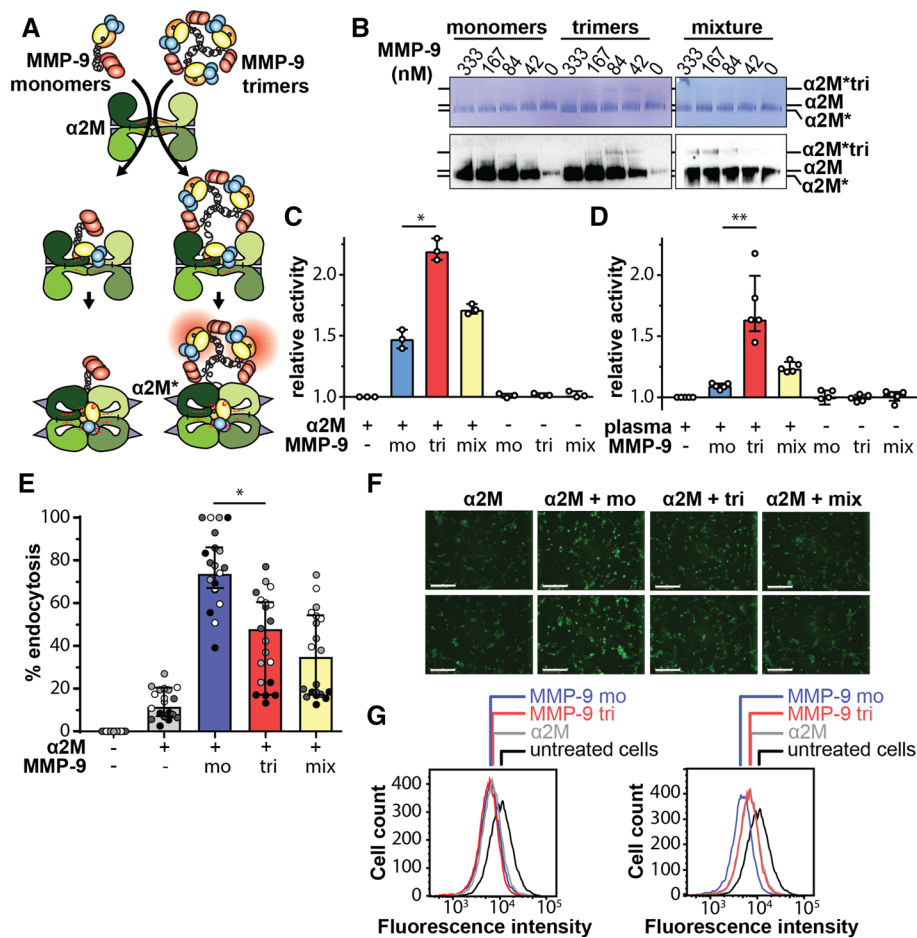 A
MMP-9
monomers
MMP-9
trimers
α2M
α2M*
B
monomers trimers mixture
MMP-9
(nM)
333 167 84 42 0 333 167 84 42 0 333 167 84 42 0
α2M*tri
α2M
α2M*
α2M*tri
α2M
α2M*
C
*
relative activity
2.0
1.5
1.0
α2M + + + + - - -
MMP-9 - mo tri mix mo tri mix
D
**
relative activity
2.0
1.5
1.0
plasma + + + + - - -
MMP-9 - mo tri mix mo tri mix
E
*
% endocytosis
100
80
60
40
20
0
α2M - + + + +
MMP-9 - - mo tri mix
F
α2M α2M + mo α2M + tri α2M + mix
G
MMP-9 mo
MMP-9 tri
α2M
untreated cells
Cell count
400
300
200
100
0
10³ 10⁴ 10⁵
Fluorescence intensity
MMP-9 mo
MMP-9 tri
α2M
untreated cells
Cell count
400
300
200
100
0
10³ 10⁴ 10⁵
Fluorescence intensity